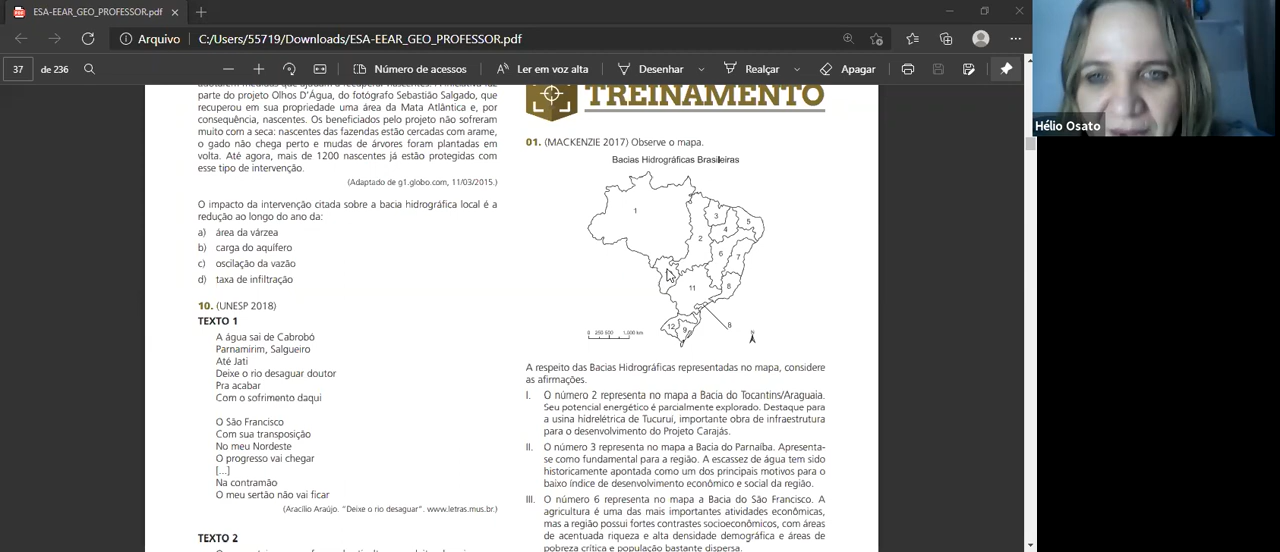 ESA-EEAR_GEO_PROFESSOR.pdf
Arquivo C:/Users/55719/Downloads/ESA-EEAR_GEO_PROFESSOR.pdf
37 de 236 Número de acessos Ler em voz alta Desenhar Realçar Apagar
Hélio Osato
parte do projeto Olhos D'Água, do fotógrafo Sebastião Salgado, que
recuperou em sua propriedade uma área da Mata Atlântica e, por
consequência, nascentes. Os beneficiados pelo projeto não sofreram
muito com a seca: nascentes das fazendas estão cercadas com arame,
o gado não chega perto e mudas de árvores foram plantadas em
volta. Até agora, mais de 1200 nascentes já estão protegidas com
esse tipo de intervenção.
(Adaptado de g1.globo.com, 11/03/2015.)
O impacto da intervenção citada sobre a bacia hidrográfica local é a
redução ao longo do ano da:
a) área da várzea
b) carga do aquífero
c) oscilação da vazão
d) taxa de infiltração
10. (UNESP 2018)
TEXTO 1
A água sai de Cabrobó
Parnamirim, Salgueiro
Até Jati
Deixe o rio desaguar doutor
Pra acabar
Com o sofrimento daqui
O São Francisco
Com sua transposição
No meu Nordeste
O progresso vai chegar
[...]
Na contramão
O meu sertão não vai ficar
(Aracílio Araújo. "Deixe o rio desaguar". www.letras.mus.br.)
TEXTO 2
TREINAMENTO
01. (MACKENZIE 2017) Observe o mapa.
Bacias Hidrográficas Brasileiras
1
2
3
4
5
6
7
8
11
8
12
9
0 250 500 1.000 km
N
A respeito das Bacias Hidrográficas representadas no mapa, considere
as afirmações.
I. O número 2 representa no mapa a Bacia do Tocantins/Araguaia.
Seu potencial energético é parcialmente explorado. Destaque para
a usina hidrelétrica de Tucuruí, importante obra de infraestrutura
para o desenvolvimento do Projeto Carajás.
II. O número 3 representa no mapa a Bacia do Parnaíba. Apresenta-
se como fundamental para a região. A escassez de água tem sido
historicamente apontada como um dos principais motivos para o
baixo índice de desenvolvimento econômico e social da região.
III. O número 6 representa no mapa a Bacia do São Francisco. A
agricultura é uma das mais importantes atividades econômicas,
mas a região possui fortes contrastes socioeconômicos, com áreas
de acentuada riqueza e alta densidade demográfica e áreas de
pobreza crítica e população bastante dispersa.